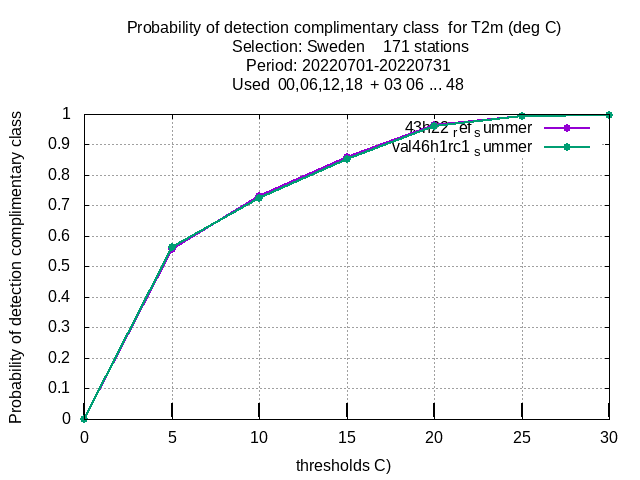 Probability of detection complimentary class  for T2m (deg C)
Selection: Sweden    171 stations
Period: 20220701-20220731
Used  00,06,12,18  + 03 06 ... 48
Probability of detection complimentary class
1
0.9
0.8
0.7
0.6
0.5
0.4
0.3
0.2
0.1
0
43h22_ref_summer
val46h1rc1_summer
0 5 10 15 20 25 30
thresholds C)